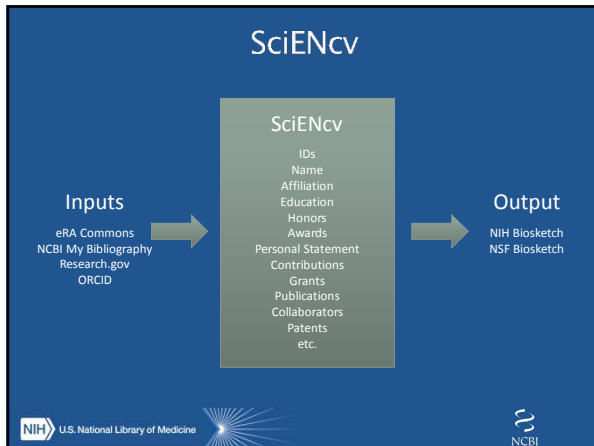 SciENcv
Inputs
eRA Commons
NCBI My Bibliography
Research.gov
ORCID
SciENcv
IDs
Name
Affiliation
Education
Honors
Awards
Personal Statement
Contributions
Grants
Publications
Collaborators
Patents
etc.
Output
NIH Biosketch
NSF Biosketch
NIH U.S. National Library of Medicine
NCBI